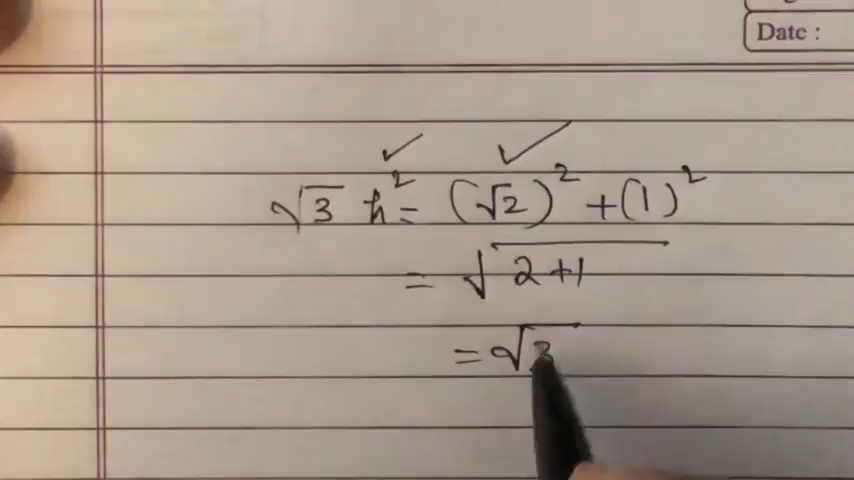 Date :
√3 h² = (√2)² + (1)²
= √2+1
= √3